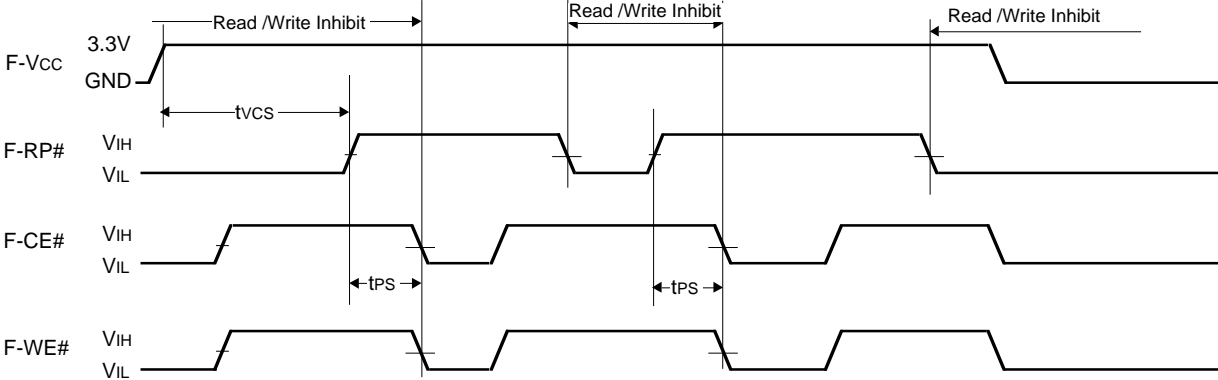 Read /Write Inhibit
Read /Write Inhibit
Read /Write Inhibit
F-VCC
3.3V
GND
tVCS
F-RP#
VIH
VIL
F-CE#
VIH
VIL
tPS
tPS
F-WE#
VIH
VIL